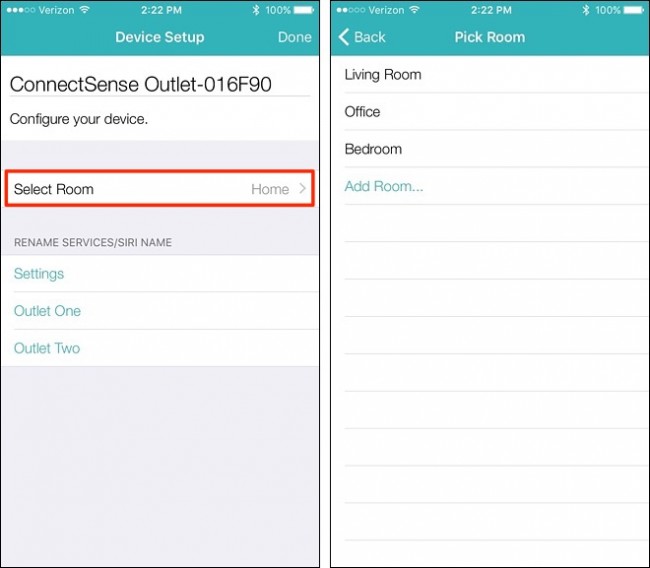 Verizon 2:22 PM 100%
Device Setup Done
ConnectSense Outlet-016F90
Configure your device.
Select Room Home
RENAME SERVICES/SIRI NAME
Settings
Outlet One
Outlet Two
Verizon 2:22 PM 100%
Back Pick Room
Living Room
Office
Bedroom
Add Room...